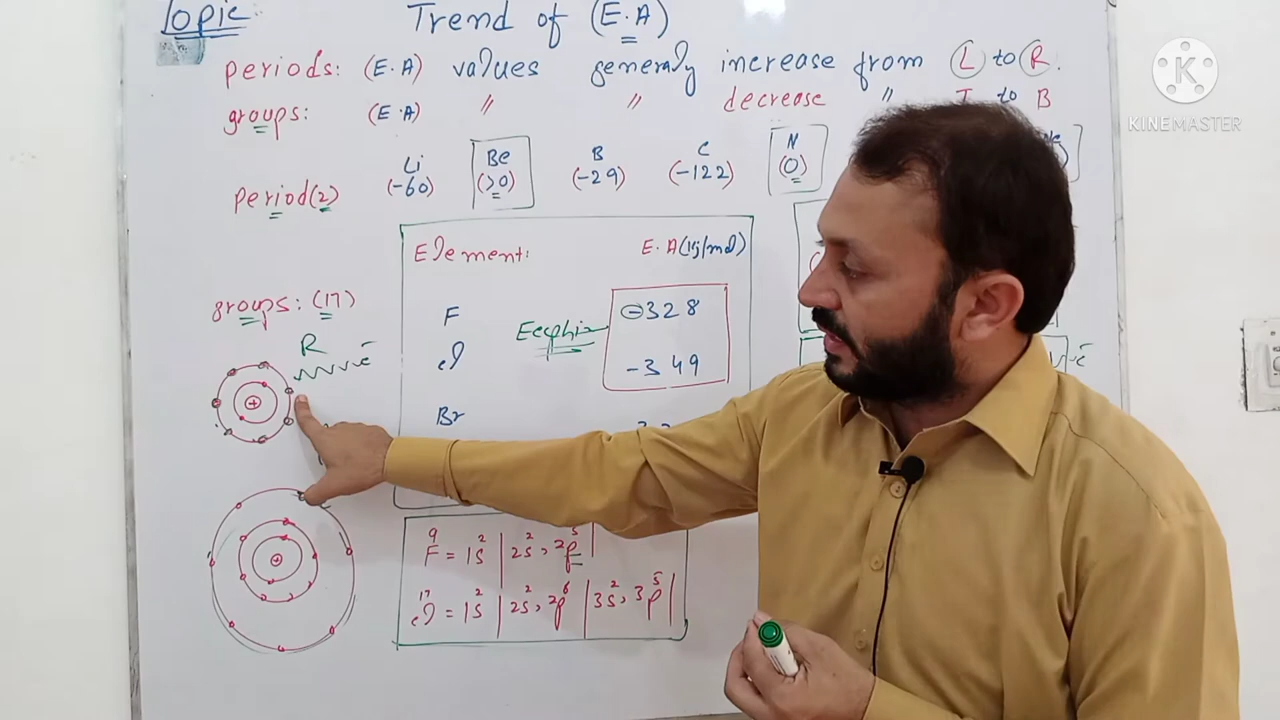 Topic:
Trend of (E.A)
periods: (E.A) values generally increase from (L) to (R).
groups: (E.A) " " decrease " T to B
KINEMASTER
Li Be B C N
period(2) (-60) (>0) (-29) (-122) (0)
Element: E.A(kj/mol)
groups: (17)
F -328
R
Cl -349
Br
9F = 1s² | 2s², 2p⁵ |
17Cl = 1s² | 2s², 2p⁶ | 3s², 3p⁵ |